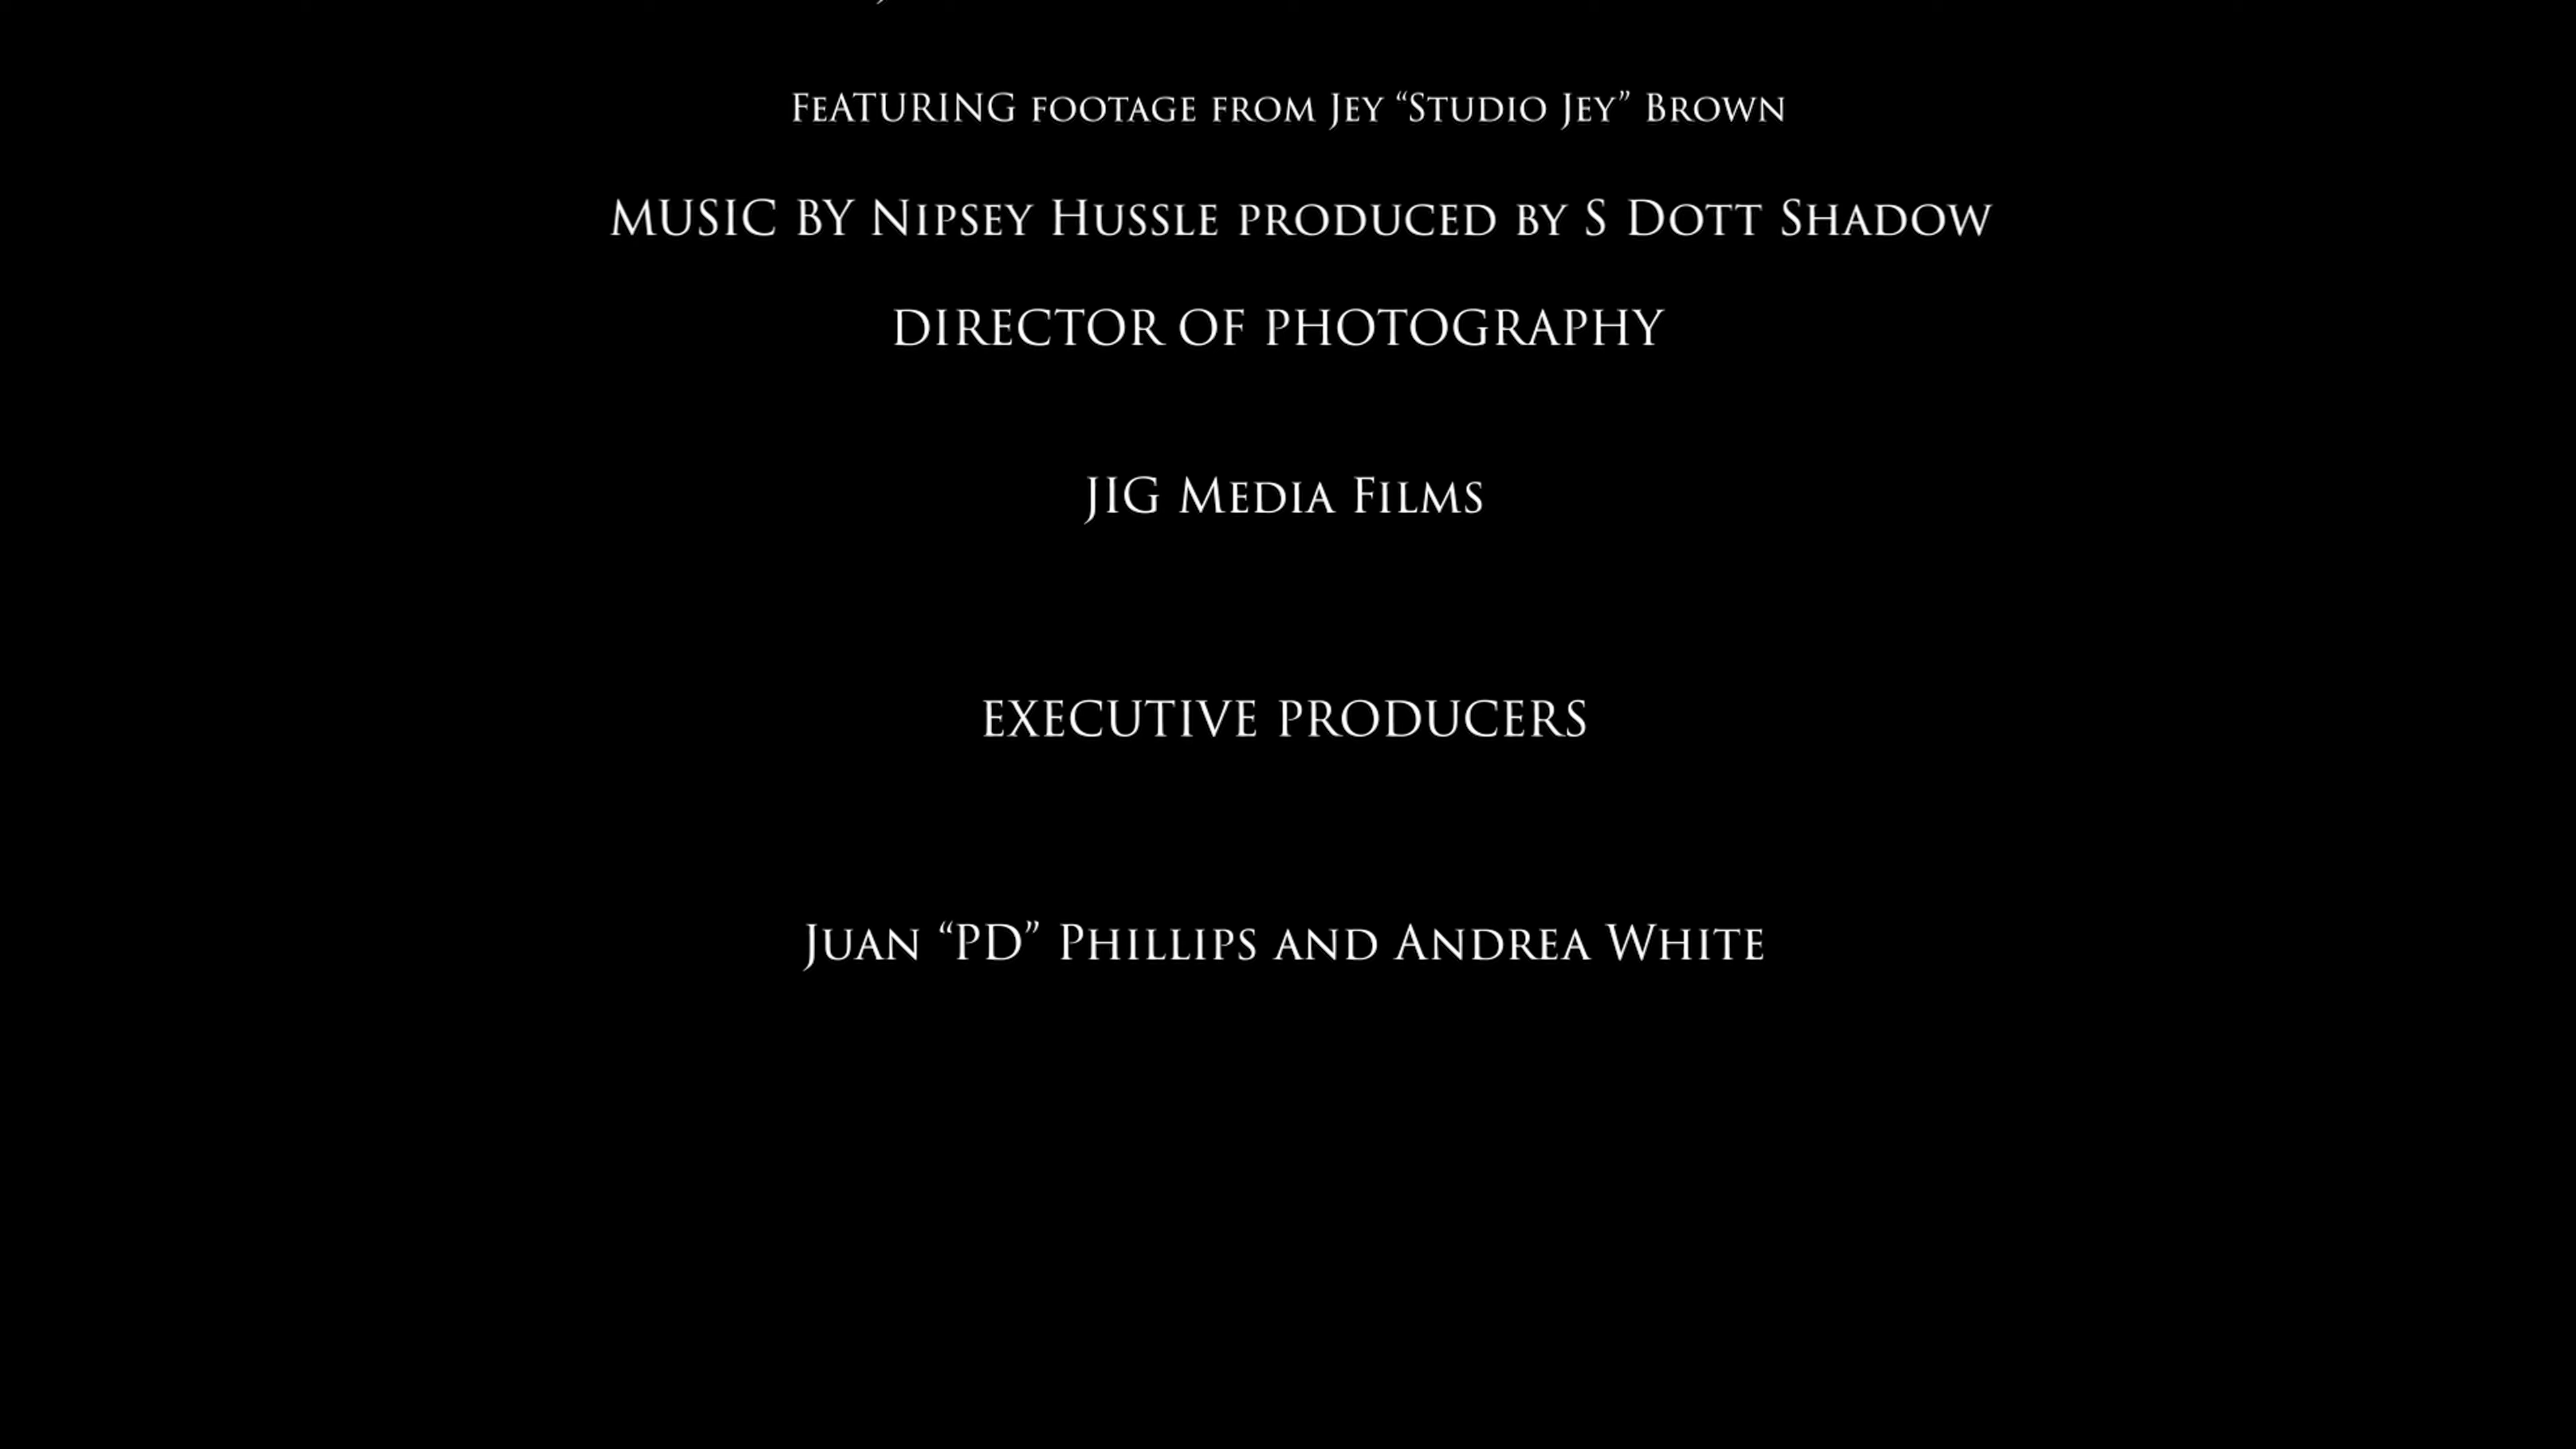 FeATURING footage from Jey “Studio Jey” Brown
MUSIC BY Nipsey Hussle produced by S Dott Shadow
DIRECTOR OF PHOTOGRAPHY
JIG Media Films
EXECUTIVE PRODUCERS
Juan “PD” Phillips and Andrea White